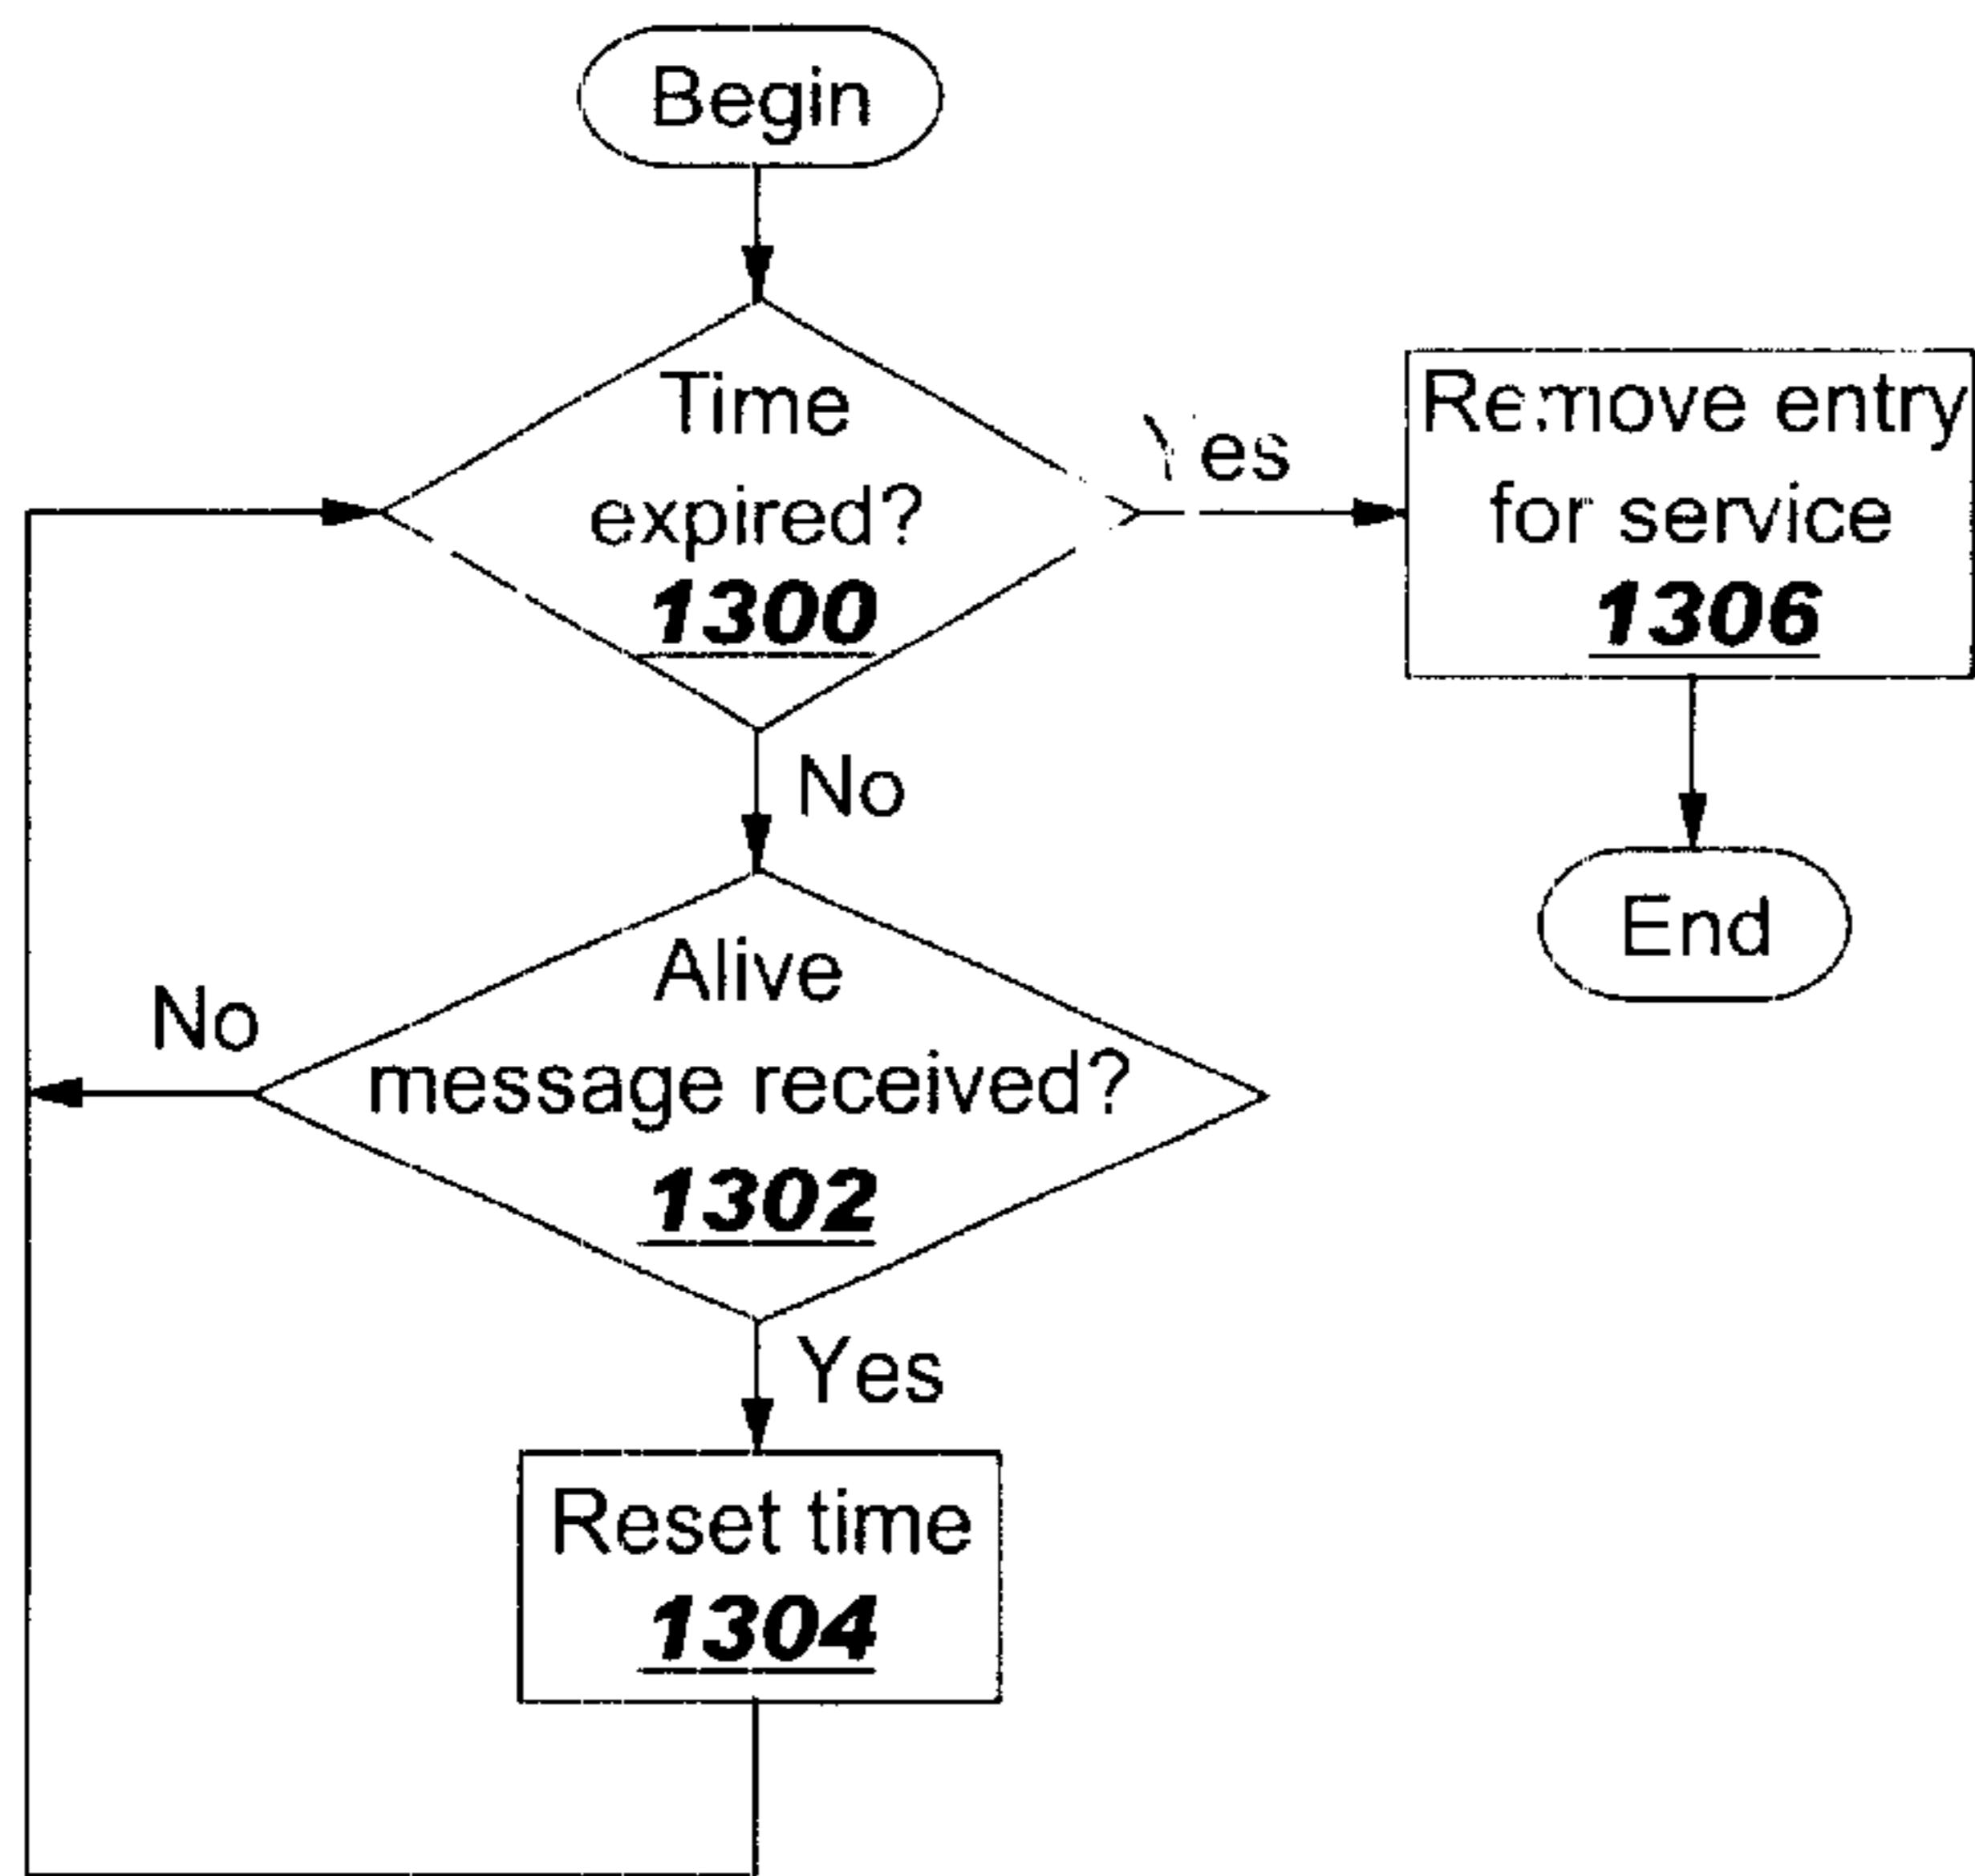 Begin
Time
expired?
1300
Yes
Remove entry
for service
1306
No
End
Alive
message received?
1302
No
Yes
Reset time
1304